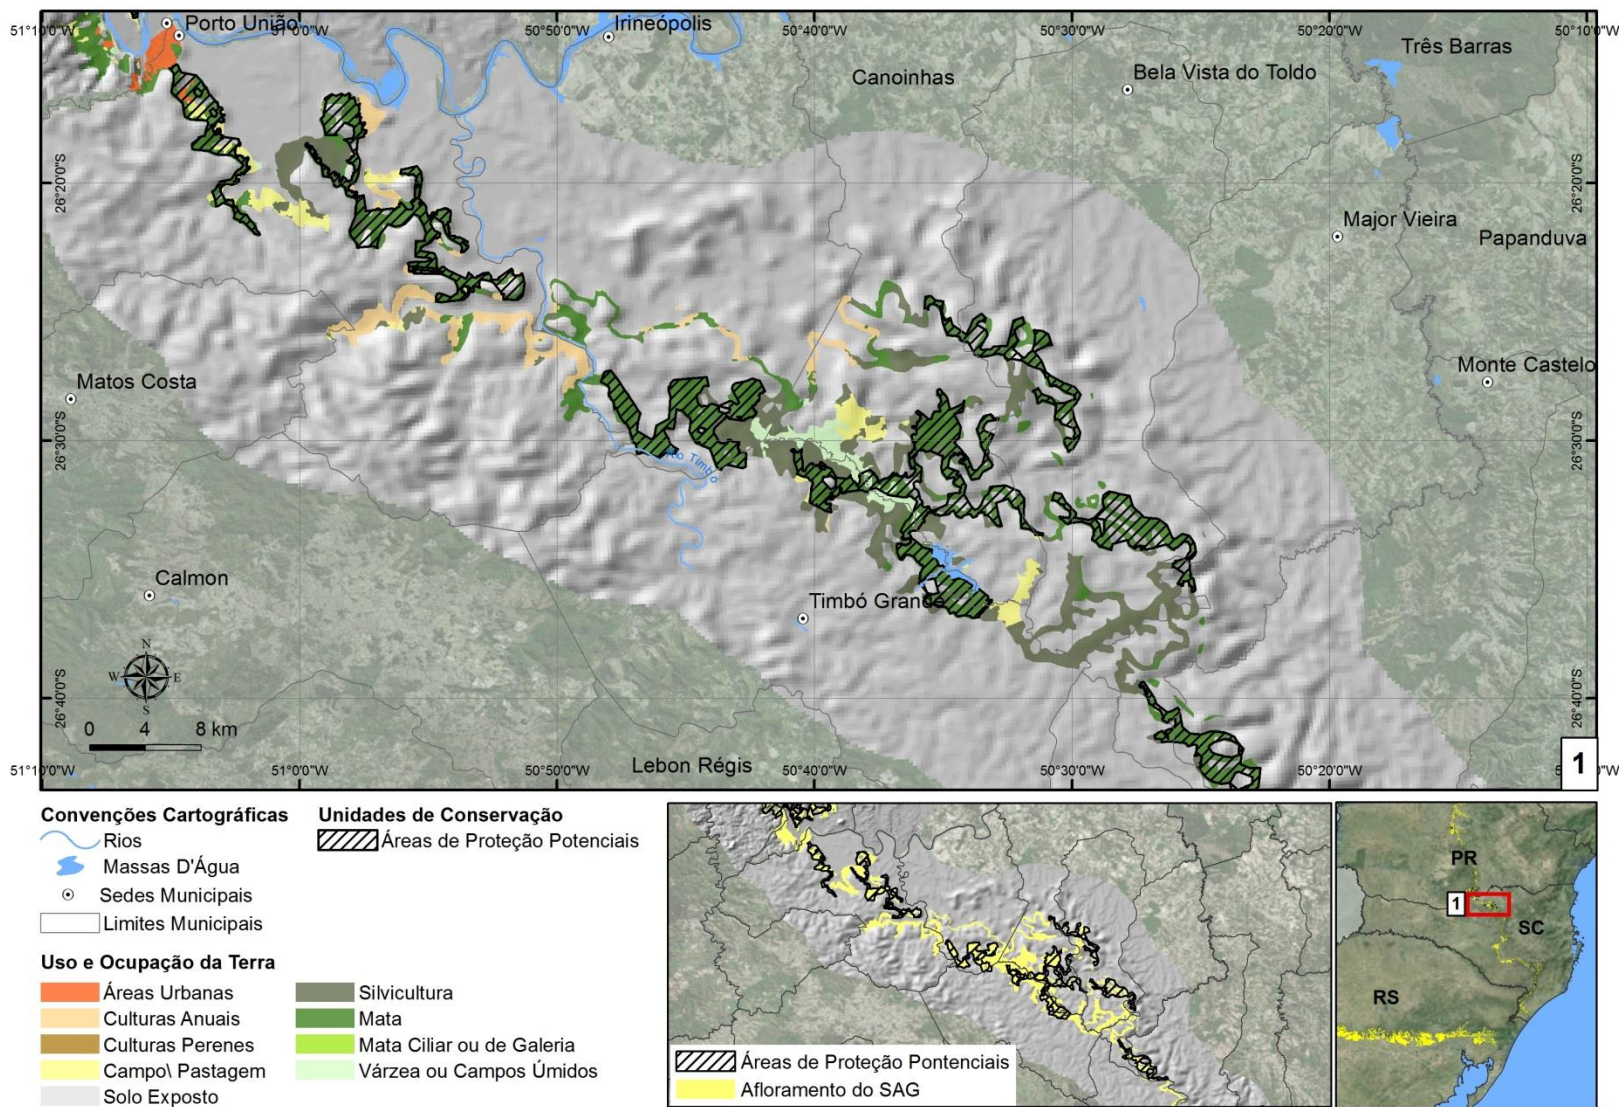 51°10'0"W
51°0'0"W
50°50'0"W
50°40'0"W
50°30'0"W
50°20'0"W
50°10'0"W
Porto União
Irineópolis
Três Barras
Canoinhas
Bela Vista do Toldo
26°20'0"S
26°20'0"S
Major Vieira
Papanduva
Matos Costa
Monte Castelo
26°30'0"S
26°30'0"S
Rio Timbó
Calmon
Timbó Grande
N
W
E
S
26°40'0"S
26°40'0"S
0 4 8 km
Lebon Régis
1
51°10'0"W
51°0'0"W
50°50'0"W
50°40'0"W
50°30'0"W
50°20'0"W
Convenções Cartográficas
Rios
Massas D'Água
Sedes Municipais
Limites Municipais
Unidades de Conservação
Áreas de Proteção Potenciais
Uso e Ocupação da Terra
Áreas Urbanas
Culturas Anuais
Culturas Perenes
Campo\ Pastagem
Solo Exposto
Silvicultura
Mata
Mata Ciliar ou de Galeria
Várzea ou Campos Úmidos
Áreas de Proteção Pontenciais
Afloramento do SAG
PR
1
SC
RS